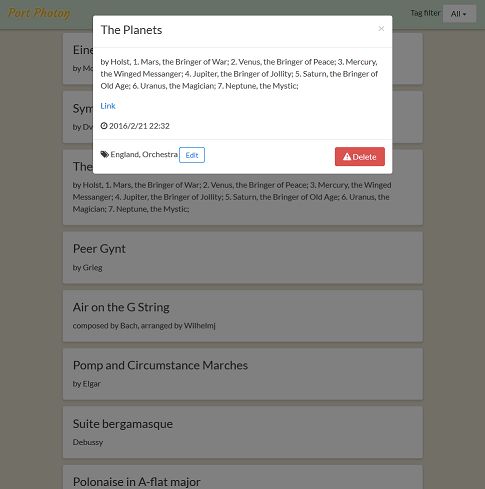 Port Photon
Tag filter
All
The Planets
×
by Holst, 1. Mars, the Bringer of War; 2. Venus, the Bringer of Peace; 3. Mercury,
the Winged Messanger; 4. Jupiter, the Bringer of Jollity; 5. Saturn, the Bringer of
Old Age; 6. Uranus, the Magician; 7. Neptune, the Mystic;
Link
2016/2/21 22:32
England, Orchestra Edit
Delete
Eine
by
Sym
by
The
by Holst, 1. Mars, the Bringer of War; 2. Venus, the Bringer of Peace; 3. Mercury, the Winged
Messanger; 4. Jupiter, the Bringer of Jollity; 5. Saturn, the Bringer of Old Age; 6. Uranus, the
Magician; 7. Neptune, the Mystic;
Peer Gynt
by Grieg
Air on the G String
composed by Bach, arranged by Wilhelmj
Pomp and Circumstance Marches
by Elgar
Suite bergamasque
Debussy
Polonaise in A-flat major